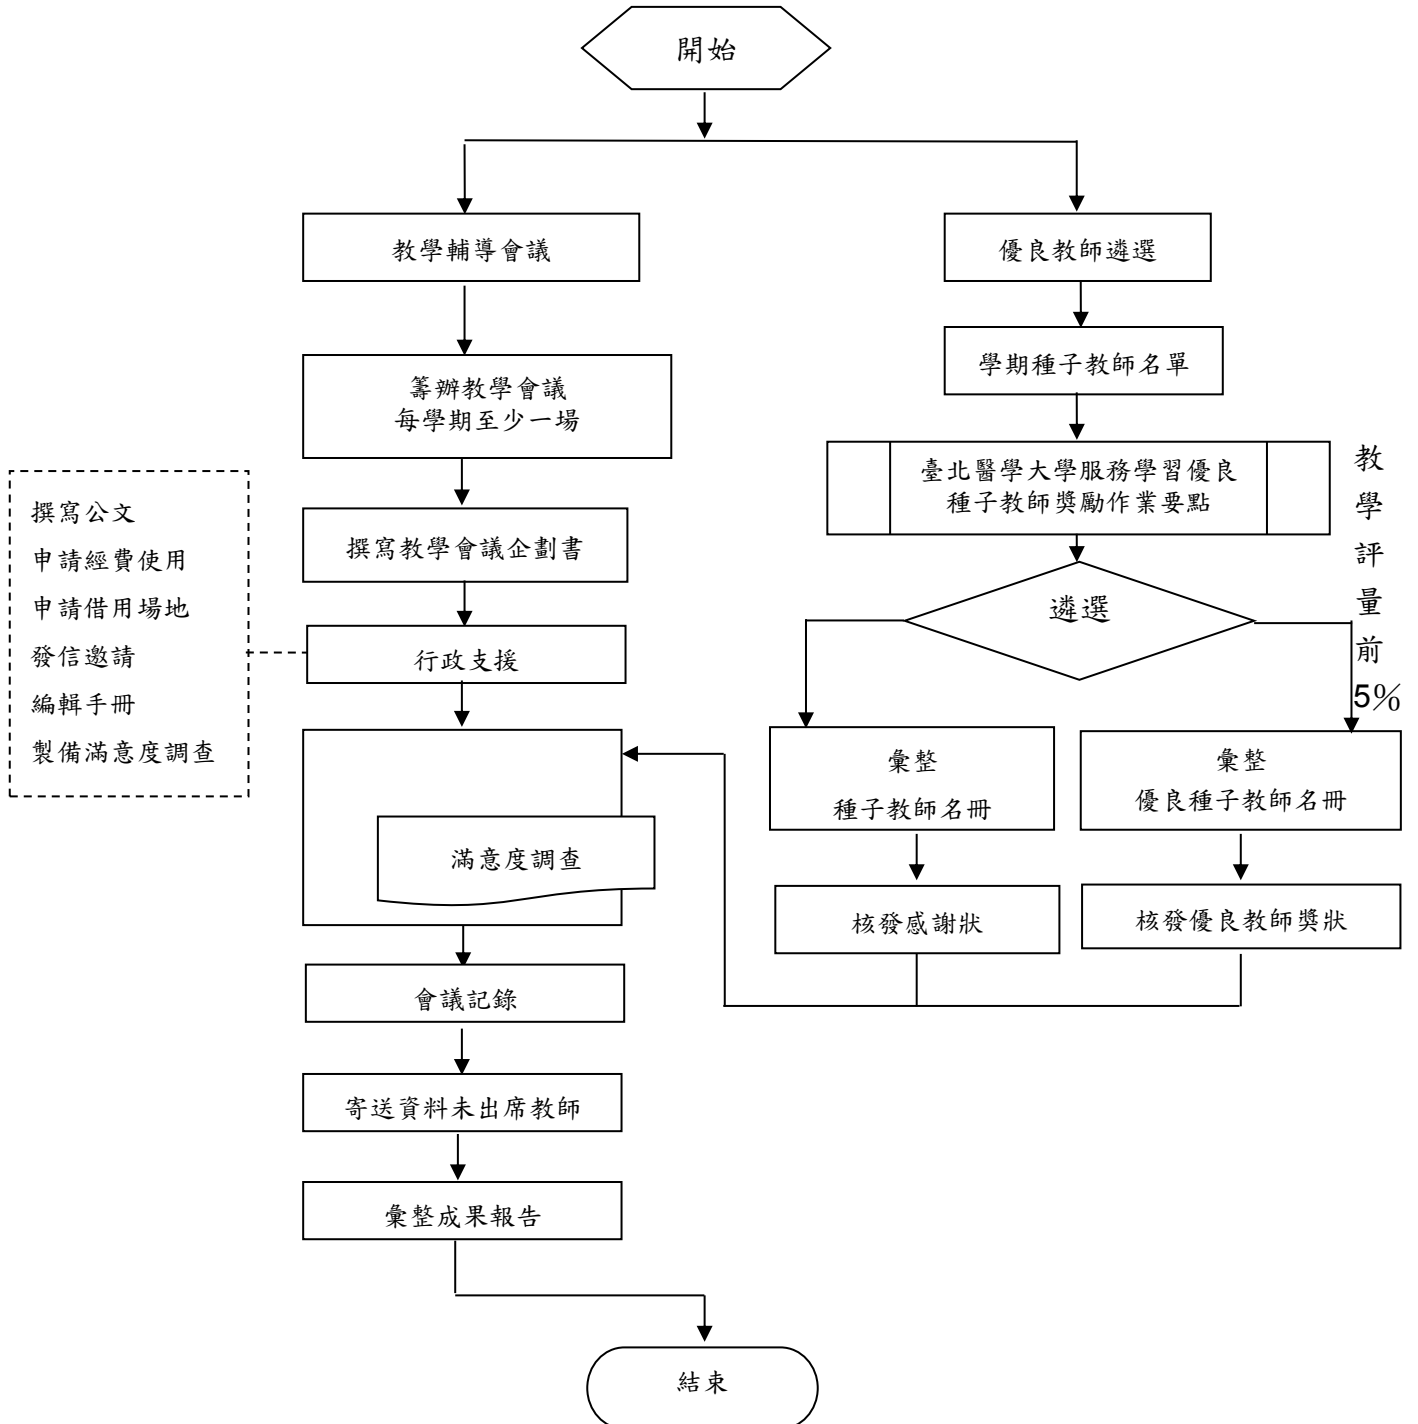 開始
教學輔導會議
優良教師遴選
籌辦教學會議
每學期至少一場
學期種子教師名單
臺北醫學大學服務學習優良
種子教師獎勵作業要點
教
學
評
量
前
5%
撰寫公文
申請經費使用
申請借用場地
發信邀請
編輯手冊
製備滿意度調查
撰寫教學會議企劃書
遴選
行政支援
彙整
種子教師名冊
彙整
優良種子教師名冊
滿意度調查
核發感謝狀
核發優良教師獎狀
會議記錄
寄送資料未出席教師
彙整成果報告
結束